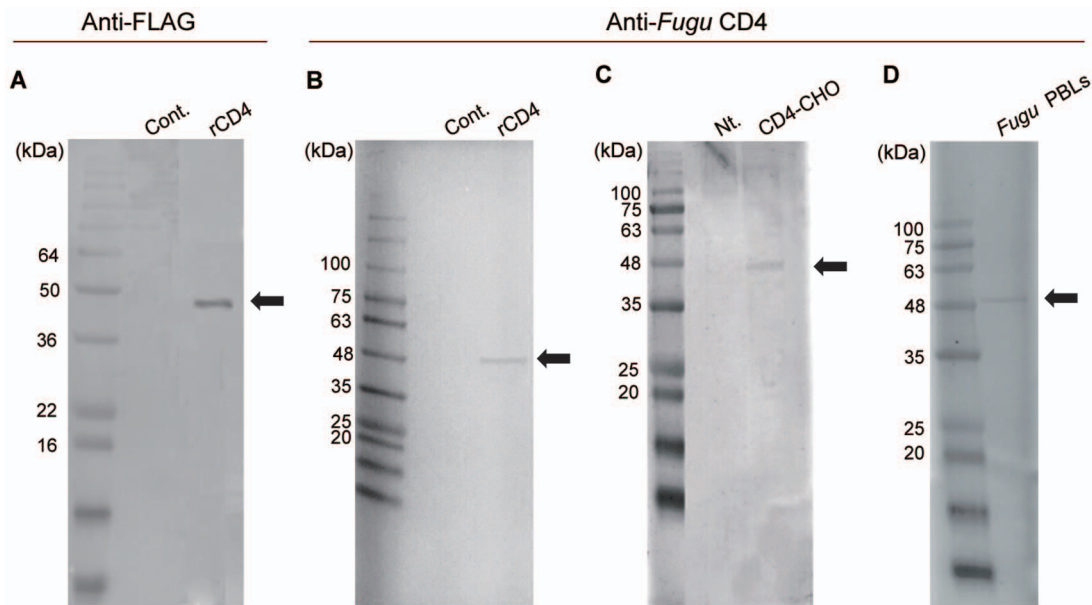 Anti-FLAG
Anti-Fugu CD4
A
Cont.
rCD4
(kDa)
64
50
36
22
16
B
Cont.
rCD4
(kDa)
100
75
63
48
35
25
20
C
Nt.
CD4-CHO
(kDa)
100
75
63
48
35
25
20
D
Fugu PBLs
(kDa)
100
75
63
48
35
25
20